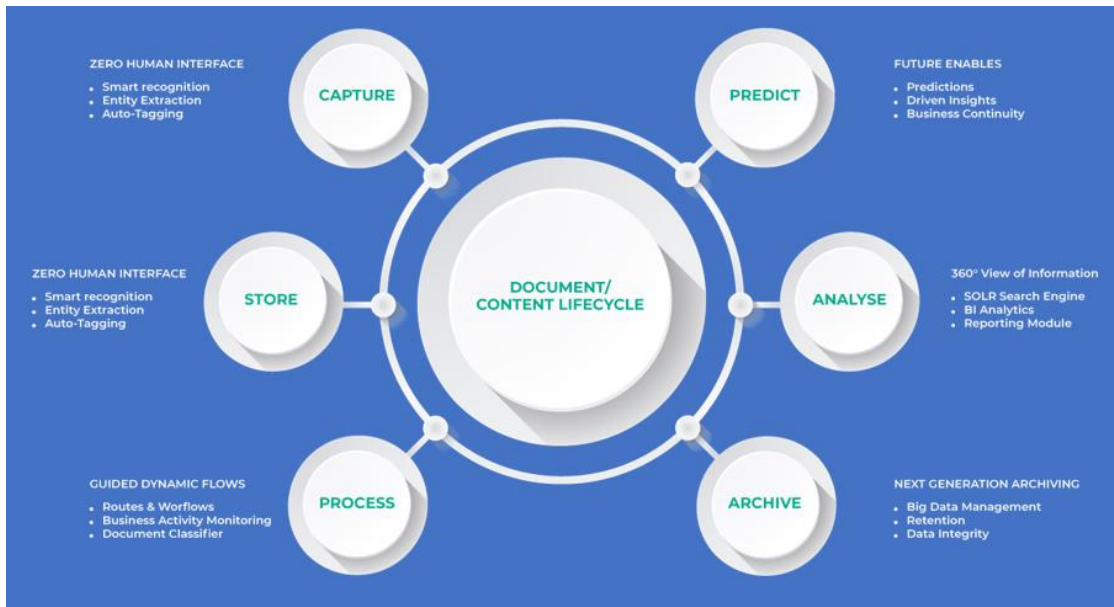 ZERO HUMAN INTERFACE
Smart recognition
Entity Extraction
Auto-Tagging
CAPTURE
PREDICT
FUTURE ENABLES
Predictions
Driven Insights
Business Continuity
ZERO HUMAN INTERFACE
Smart recognition
Entity Extraction
Auto-Tagging
STORE
DOCUMENT/
CONTENT LIFECYCLE
ANALYSE
360° View of Information
SOLR Search Engine
BI Analytics
Reporting Module
GUIDED DYNAMIC FLOWS
Routes & Worflows
Business Activity Monitoring
Document Classifier
PROCESS
ARCHIVE
NEXT GENERATION ARCHIVING
Big Data Management
Retention
Data Integrity